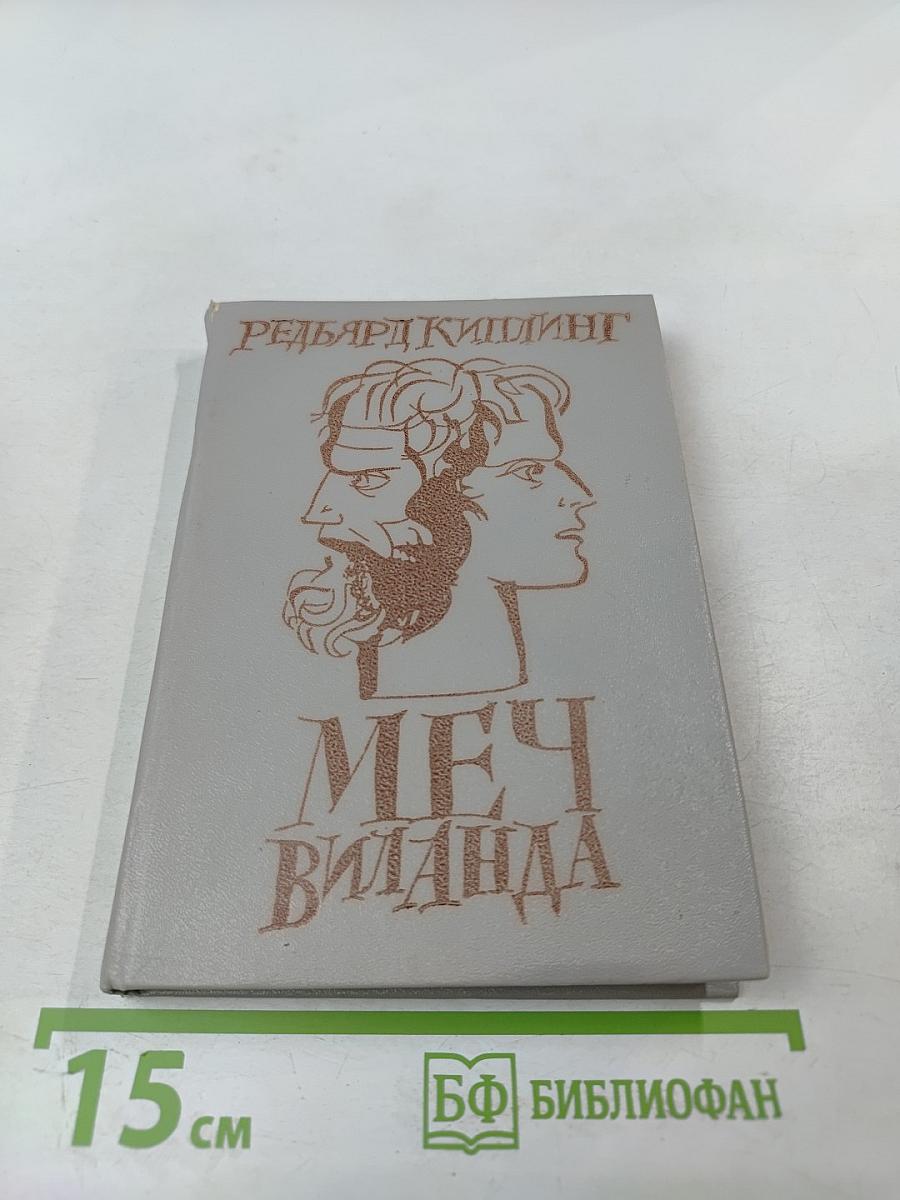 РЕДЬЯРД КИПЛИНГ
МЕЧ
ВИЛАНДА
15 см
БФ БИБЛИОФАН